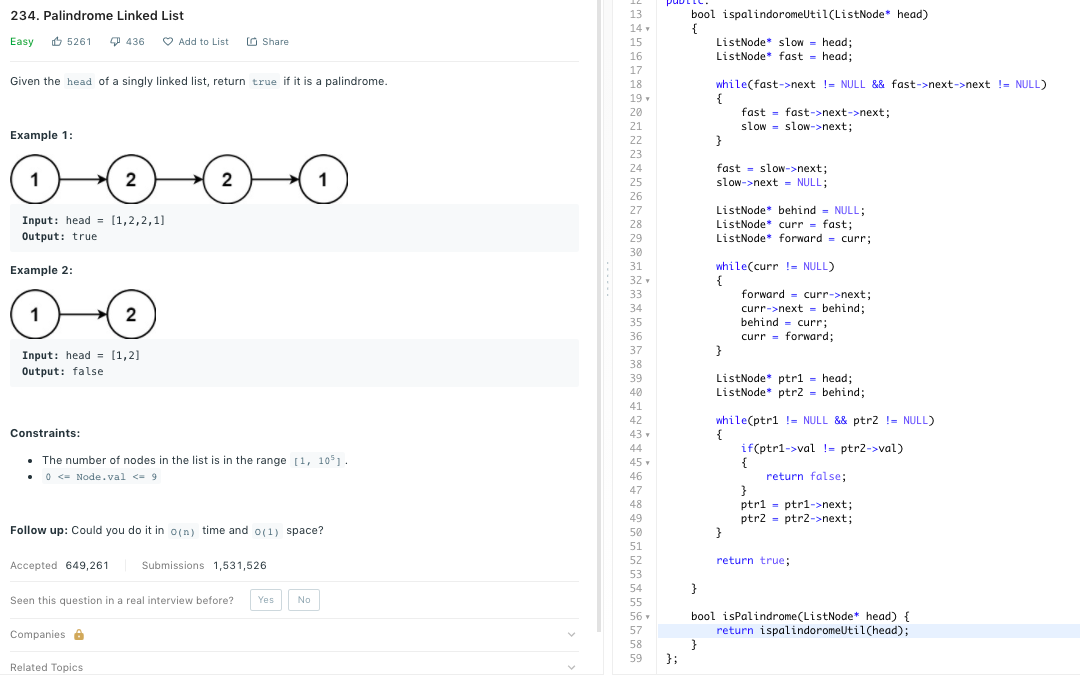 234. Palindrome Linked List
Easy 5261 436 Add to List Share
Given the head of a singly linked list, return true if it is a palindrome.
Example 1:
1 2 2 1
Input: head = [1,2,2,1]
Output: true
Example 2:
1 2
Input: head = [1,2]
Output: false
Constraints:
• The number of nodes in the list is in the range [1, 10⁵].
• 0 <= Node.val <= 9
Follow up: Could you do it in O(n) time and O(1) space?
Accepted 649,261 Submissions 1,531,526
Seen this question in a real interview before? Yes No
Companies
Related Topics
12 public:
13 bool ispalindoromeUtil(ListNode* head)
14 {
15 ListNode* slow = head;
16 ListNode* fast = head;
17
18 while(fast->next != NULL && fast->next->next != NULL)
19 {
20 fast = fast->next->next;
21 slow = slow->next;
22 }
23
24 fast = slow->next;
25 slow->next = NULL;
26
27 ListNode* behind = NULL;
28 ListNode* curr = fast;
29 ListNode* forward = curr;
30
31 while(curr != NULL)
32 {
33 forward = curr->next;
34 curr->next = behind;
35 behind = curr;
36 curr = forward;
37 }
38
39 ListNode* ptr1 = head;
40 ListNode* ptr2 = behind;
41
42 while(ptr1 != NULL && ptr2 != NULL)
43 {
44 if(ptr1->val != ptr2->val)
45 {
46 return false;
47 }
48 ptr1 = ptr1->next;
49 ptr2 = ptr2->next;
50 }
51
52 return true;
53
54 }
55
56 bool isPalindrome(ListNode* head) {
57 return ispalindoromeUtil(head);
58 }
59 };